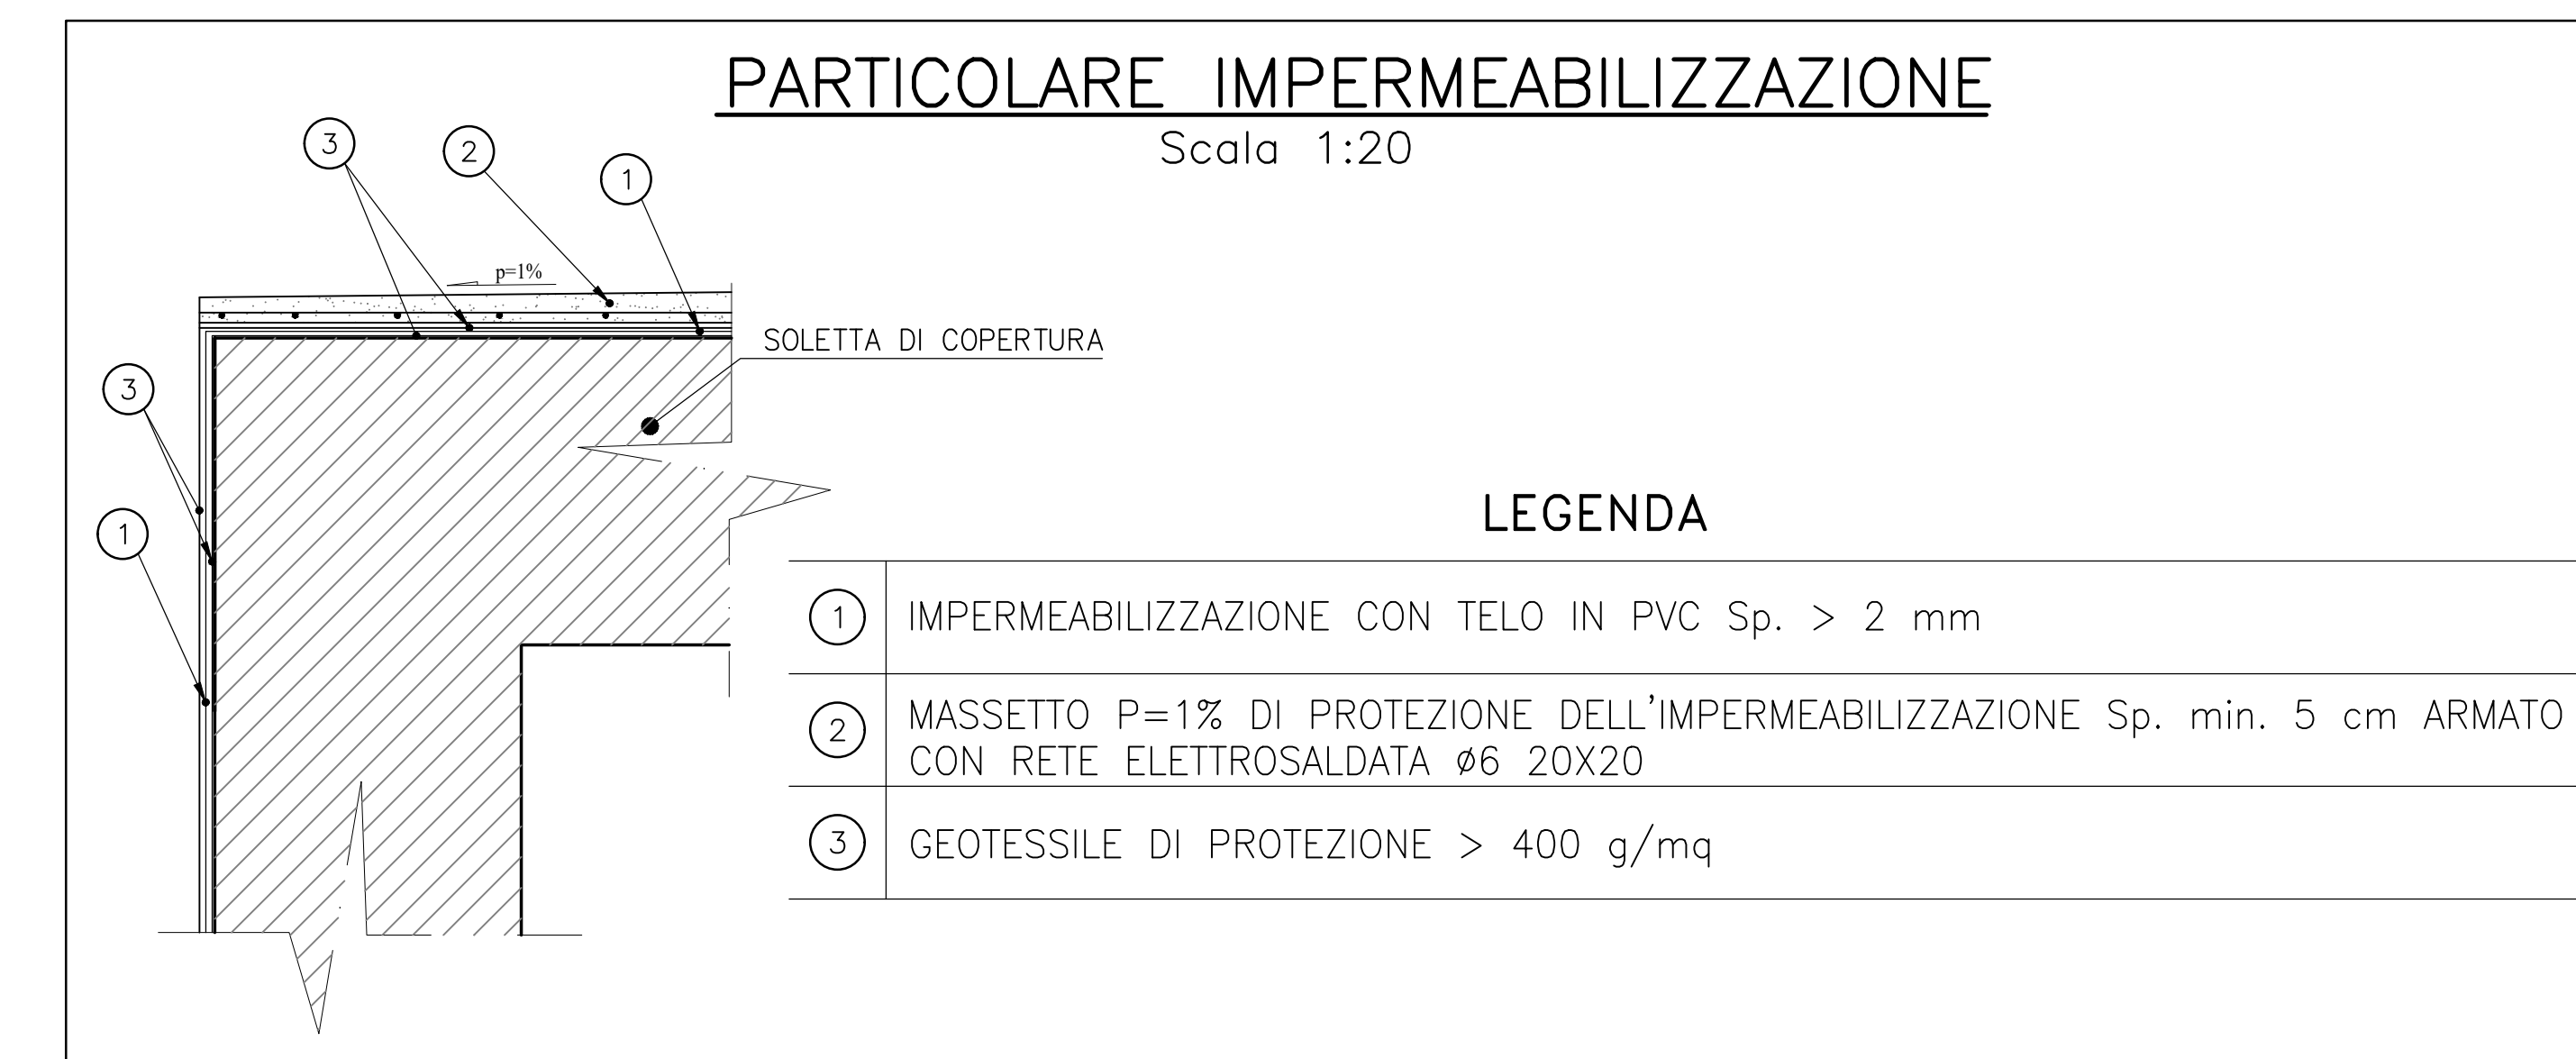 PARTICOLARE IMPERMEABILIZZAZIONE
Scala 1:20
3
2
1
p=1%
SOLETTA DI COPERTURA
3
1
LEGENDA
1 IMPERMEABILIZZAZIONE CON TELO IN PVC Sp. > 2 mm
2 MASSETTO P=1% DI PROTEZIONE DELL'IMPERMEABILIZZAZIONE Sp. min. 5 cm ARMATO
CON RETE ELETTROSALDATA ø6 20X20
3 GEOTESSILE DI PROTEZIONE > 400 g/mq